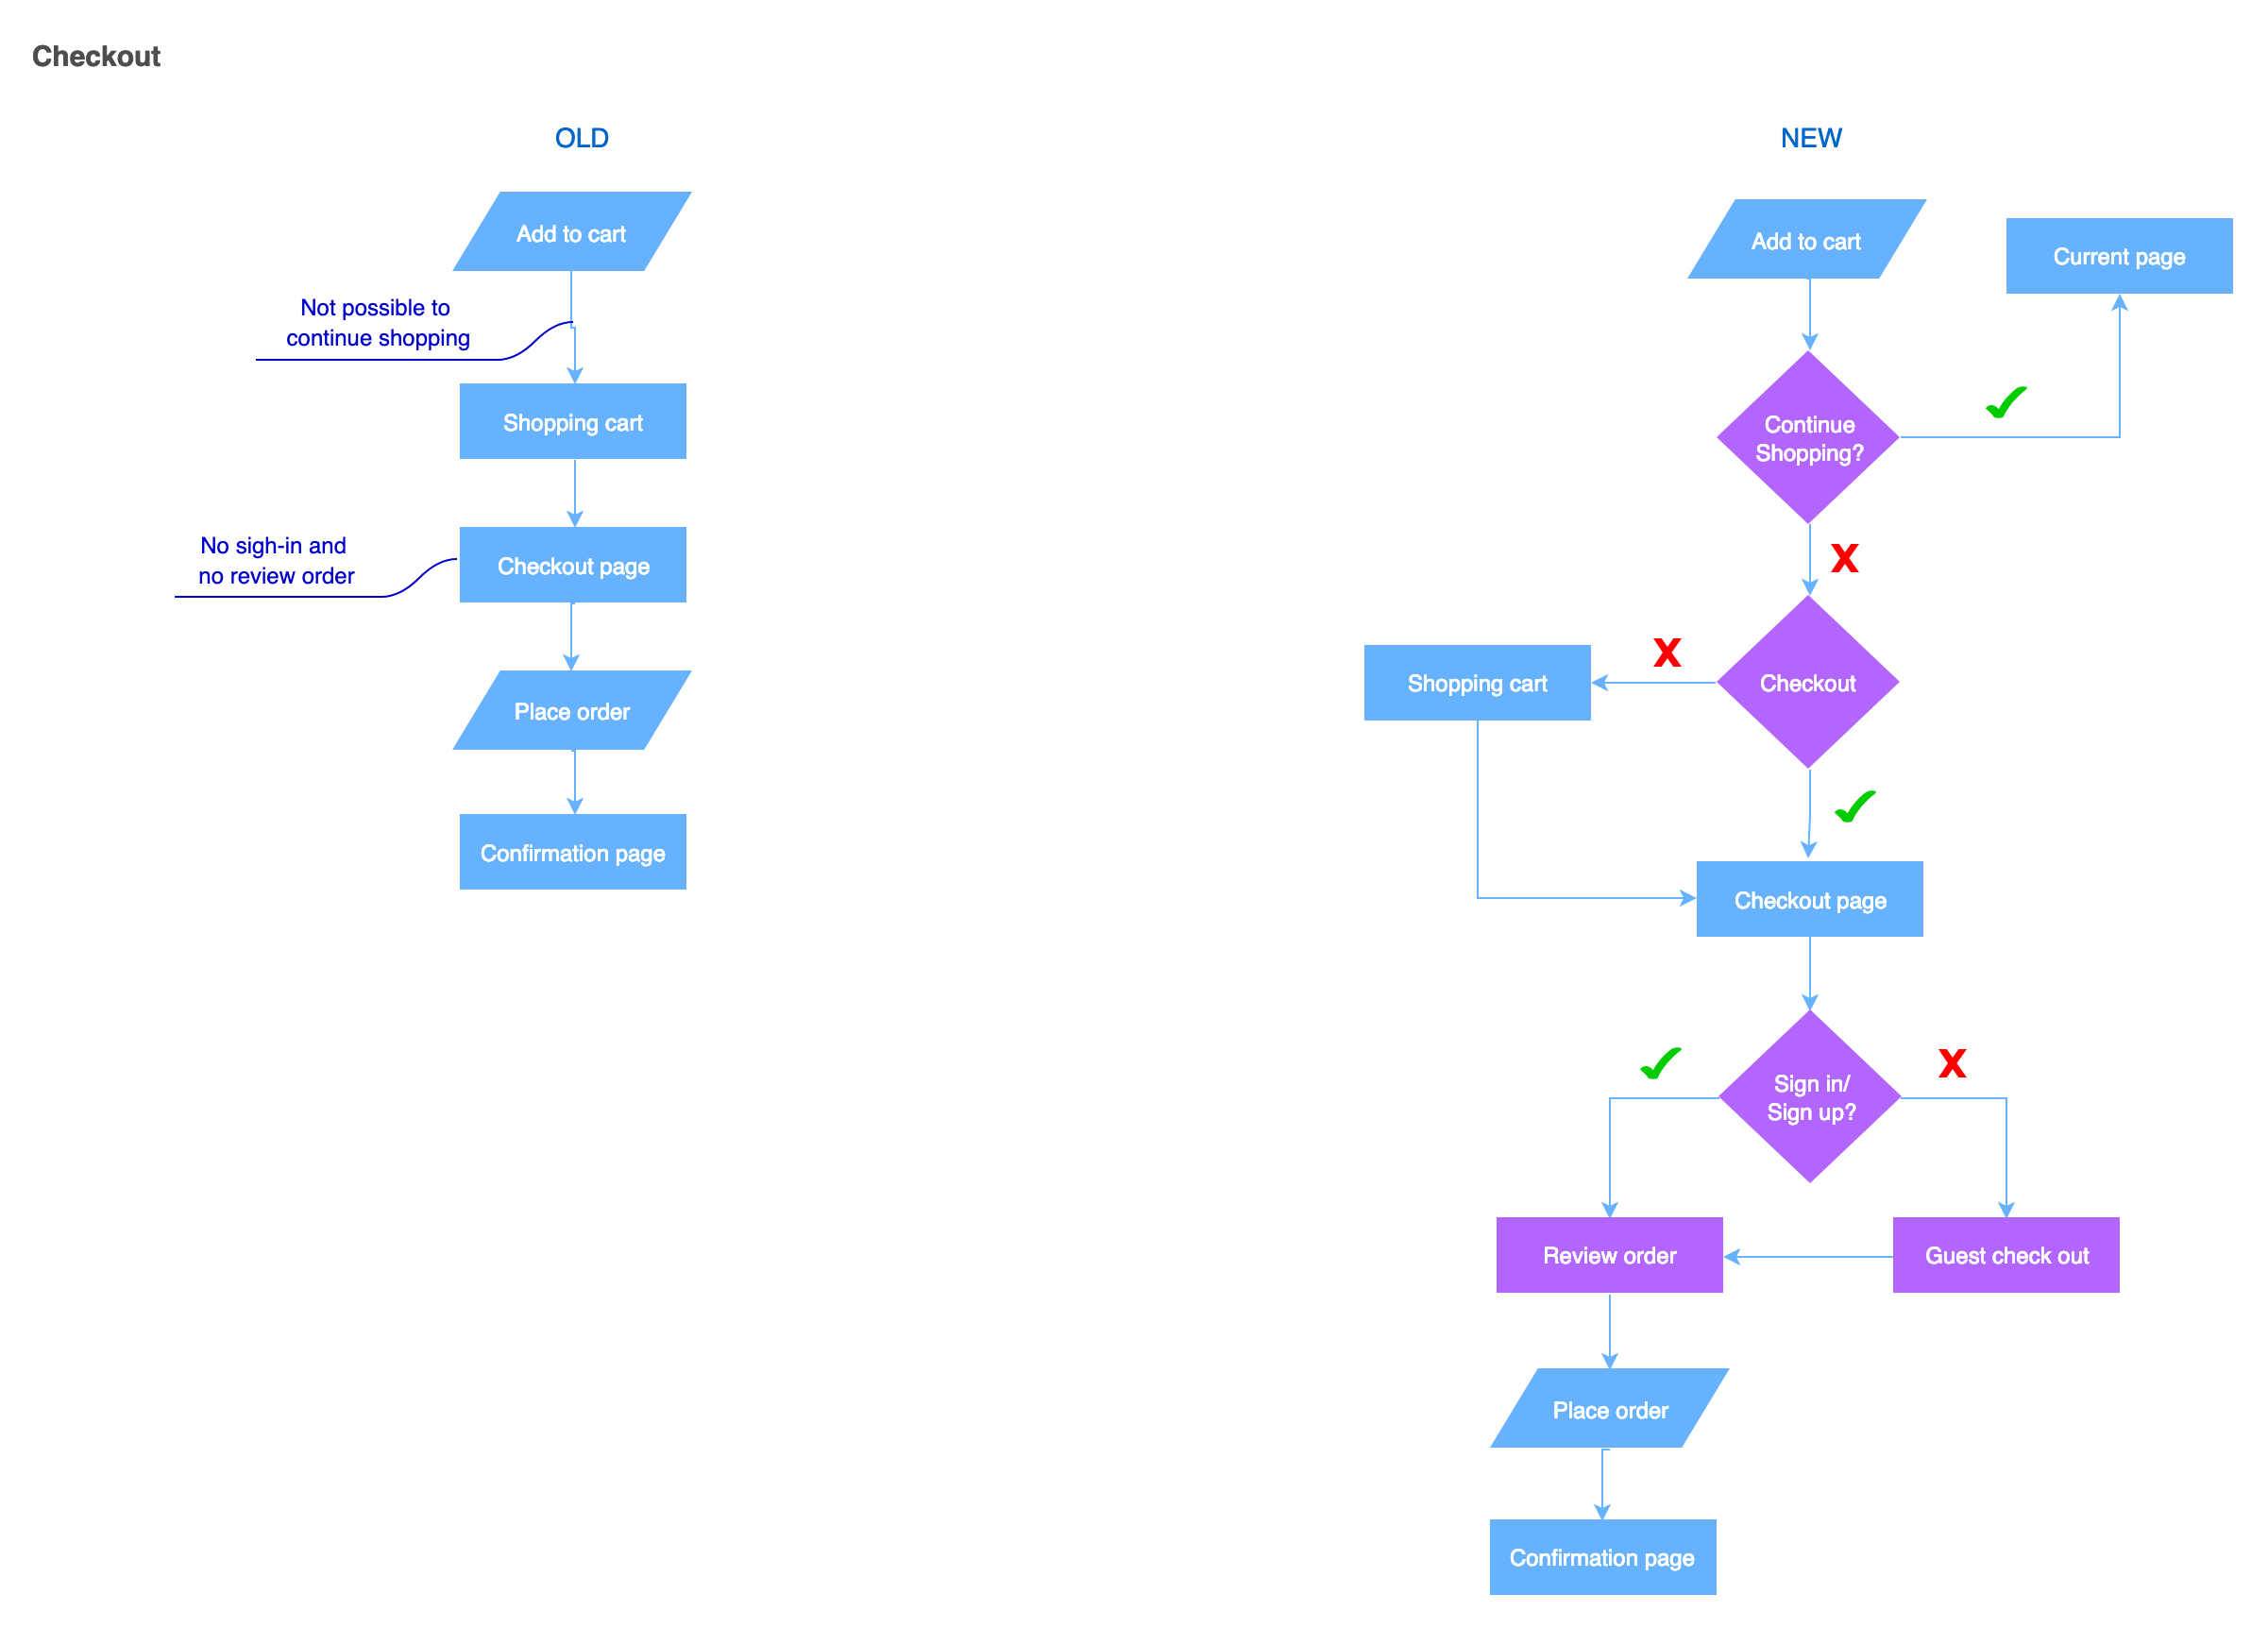 Checkout
OLD
Add to cart
Not possible to
continue shopping
Shopping cart
No sigh-in and
no review order
Checkout page
Place order
Confirmation page
NEW
Add to cart
Current page
Continue
Shopping?
X
Checkout
X
Shopping cart
Checkout page
Sign in/
Sign up?
X
Review order
Guest check out
Place order
Confirmation page